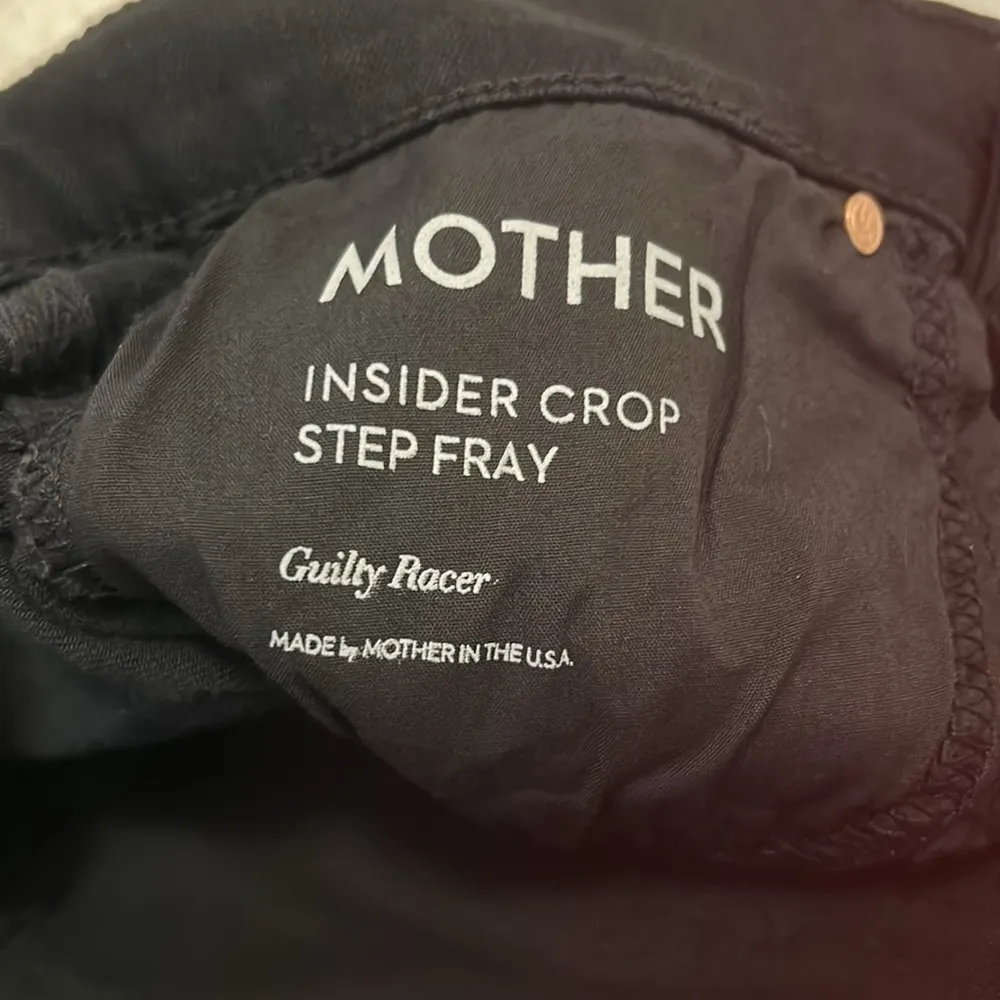 MOTHER
INSIDER CROP
STEP FRAY
Guilty Racer
MADE by MOTHER IN THE U.S.A.